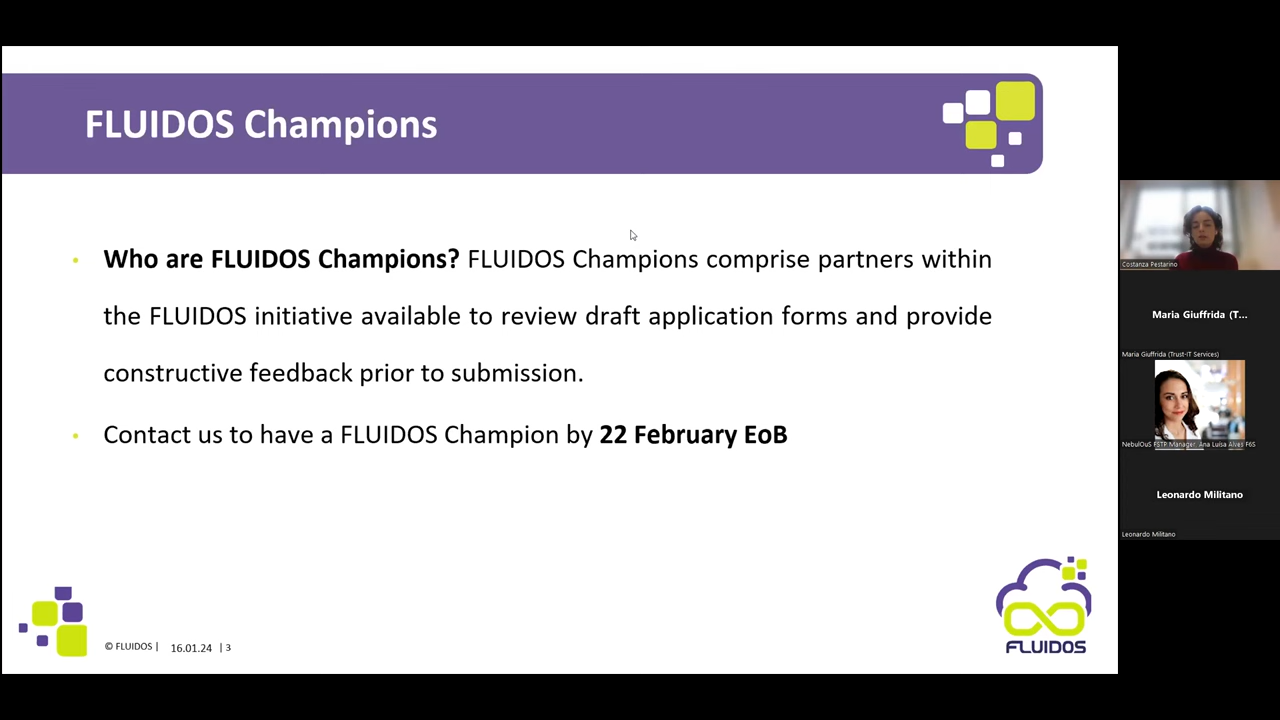 FLUIDOS Champions
• Who are FLUIDOS Champions? FLUIDOS Champions comprise partners within
the FLUIDOS initiative available to review draft application forms and provide
constructive feedback prior to submission.
• Contact us to have a FLUIDOS Champion by 22 February EoB
© FLUIDOS | 16.01.24 | 3
FLUIDOS
Costanza Pestarino
Maria Giuffrida (T...
Maria Giuffrida (Trust-IT Services)
NebulOuS FSTP Manager, Ana Luísa Alves F6S
Leonardo Militano
Leonardo Militano